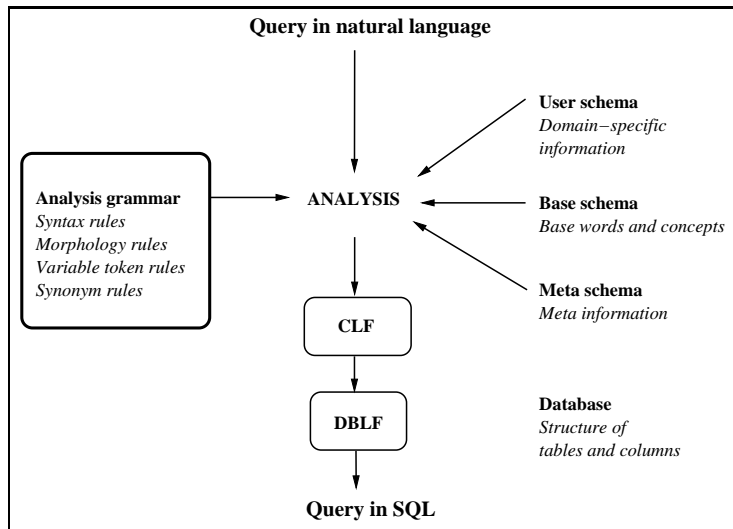 Query in natural language
User schema
Domain−specific
information
Analysis grammar
Syntax rules
Morphology rules
Variable token rules
Synonym rules
ANALYSIS
Base schema
Base words and concepts
Meta schema
Meta information
CLF
DBLF
Database
Structure of
tables and columns
Query in SQL